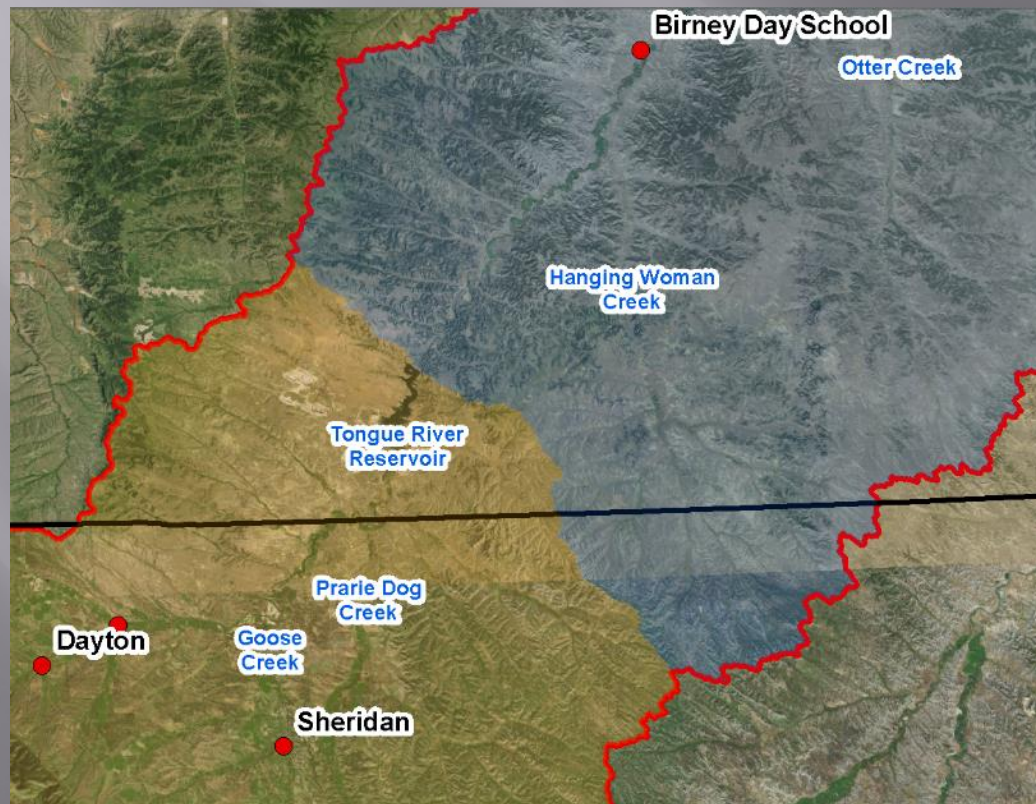 Birney Day School
Otter Creek
Hanging Woman
Creek
Tongue River
Reservoir
Prarie Dog
Creek
Dayton
Goose
Creek
Sheridan